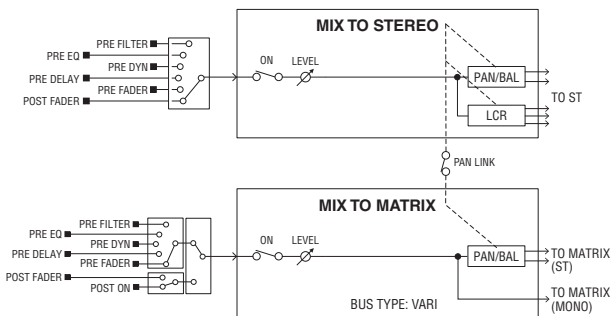 MIX TO STEREO
PRE FILTER
PRE EQ
PRE DYN
PRE DELAY
PRE FADER
POST FADER
ON
LEVEL
PAN/BAL
LCR
TO ST
PAN LINK
MIX TO MATRIX
PRE FILTER
PRE EQ
PRE DYN
PRE DELAY
PRE FADER
POST FADER
POST ON
ON
LEVEL
PAN/BAL
TO MATRIX
(ST)
TO MATRIX
(MONO)
BUS TYPE: VARI